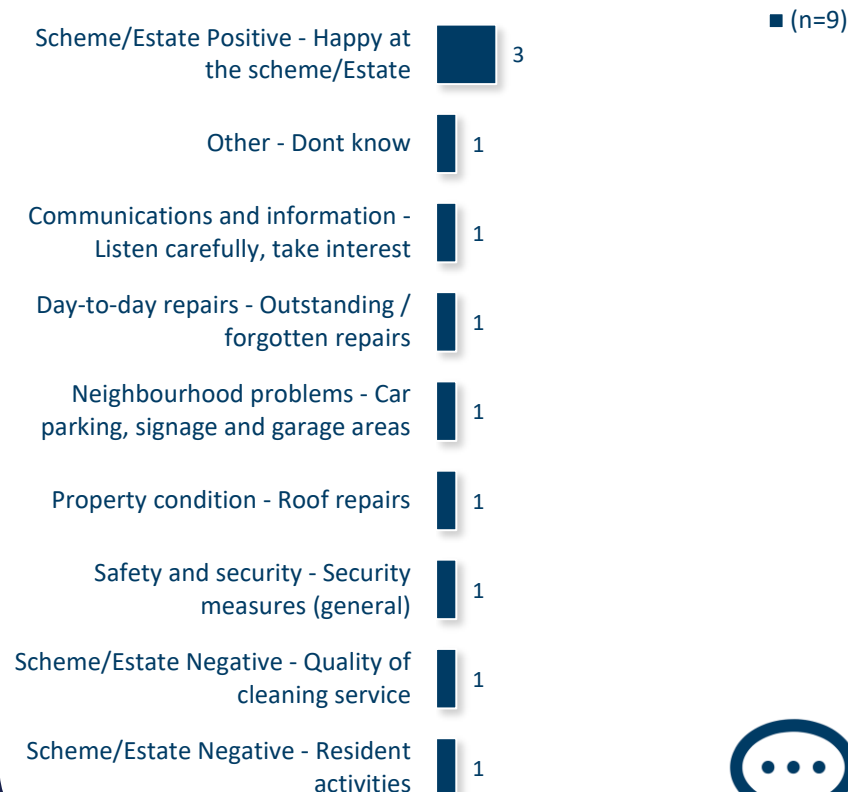 (n=9)
Scheme/Estate Positive - Happy at
the scheme/Estate
3
Other - Dont know
1
Communications and information -
Listen carefully, take interest
1
Day-to-day repairs - Outstanding /
forgotten repairs
1
Neighbourhood problems - Car
parking, signage and garage areas
1
Property condition - Roof repairs
1
Safety and security - Security
measures (general)
1
Scheme/Estate Negative - Quality of
cleaning service
1
Scheme/Estate Negative - Resident
activities
1